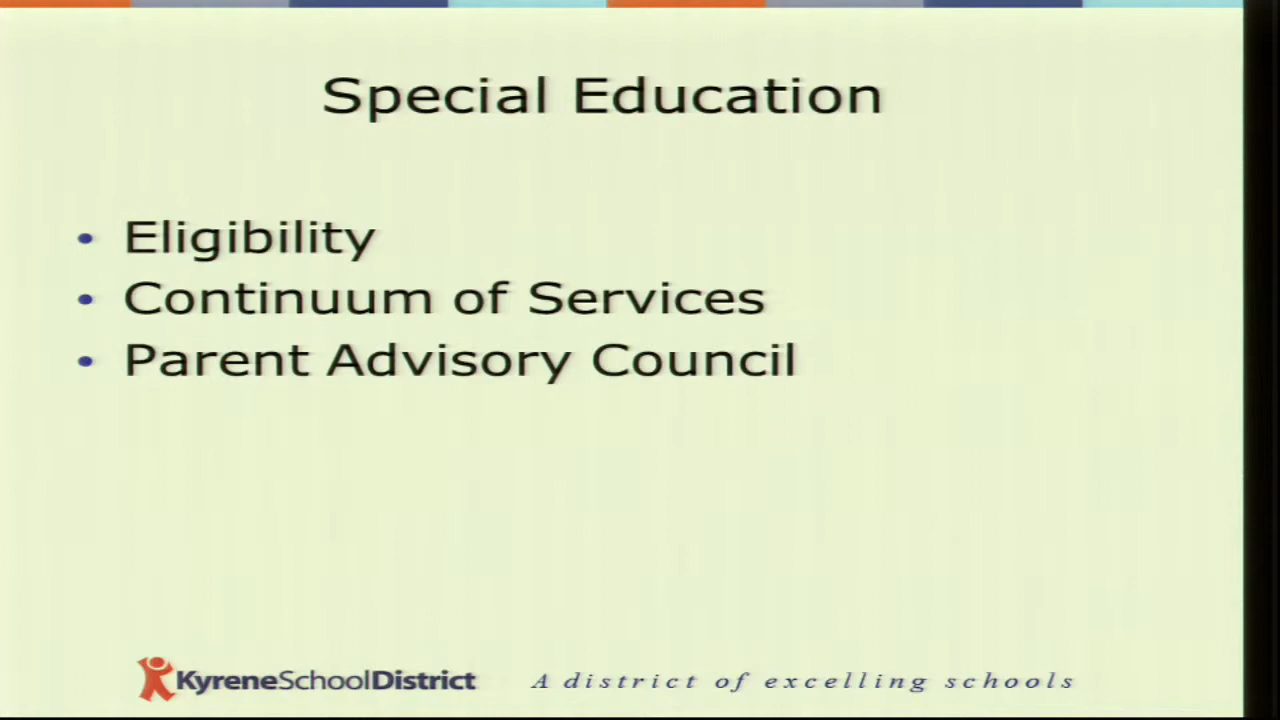 Special Education
• Eligibility
• Continuum of Services
• Parent Advisory Council
KyreneSchoolDistrict A district of excelling schools